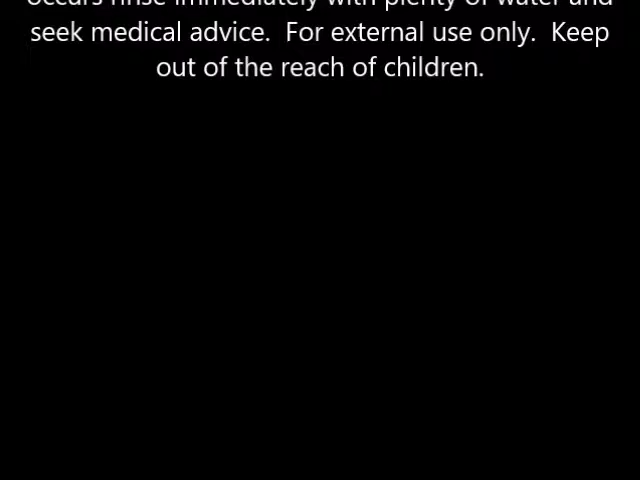 occurs rinse immediately with plenty of water and
seek medical advice.  For external use only.  Keep
out of the reach of children.